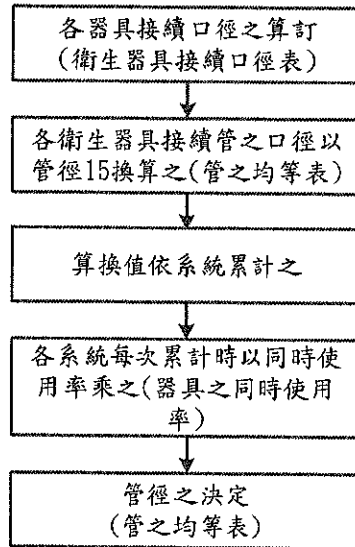 各器具接續口徑之算訂
(衛生器具接續口徑表)
各衛生器具接續管之口徑以
管徑15換算之(管之均等表)
算換值依系統累計之
各系統每次累計時以同時使
用率乘之(器具之同時使用
率)
管徑之決定
(管之均等表)